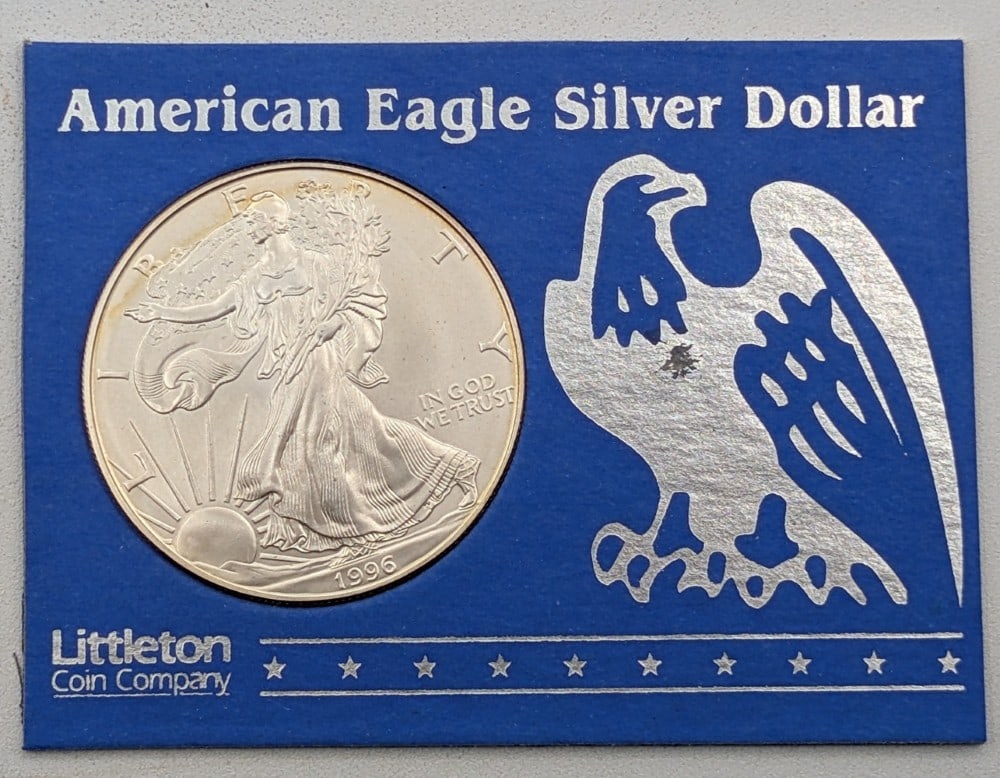 American Eagle Silver Dollar
LIBERTY
IN GOD
WE TRUST
1996
Littleton
Coin Company